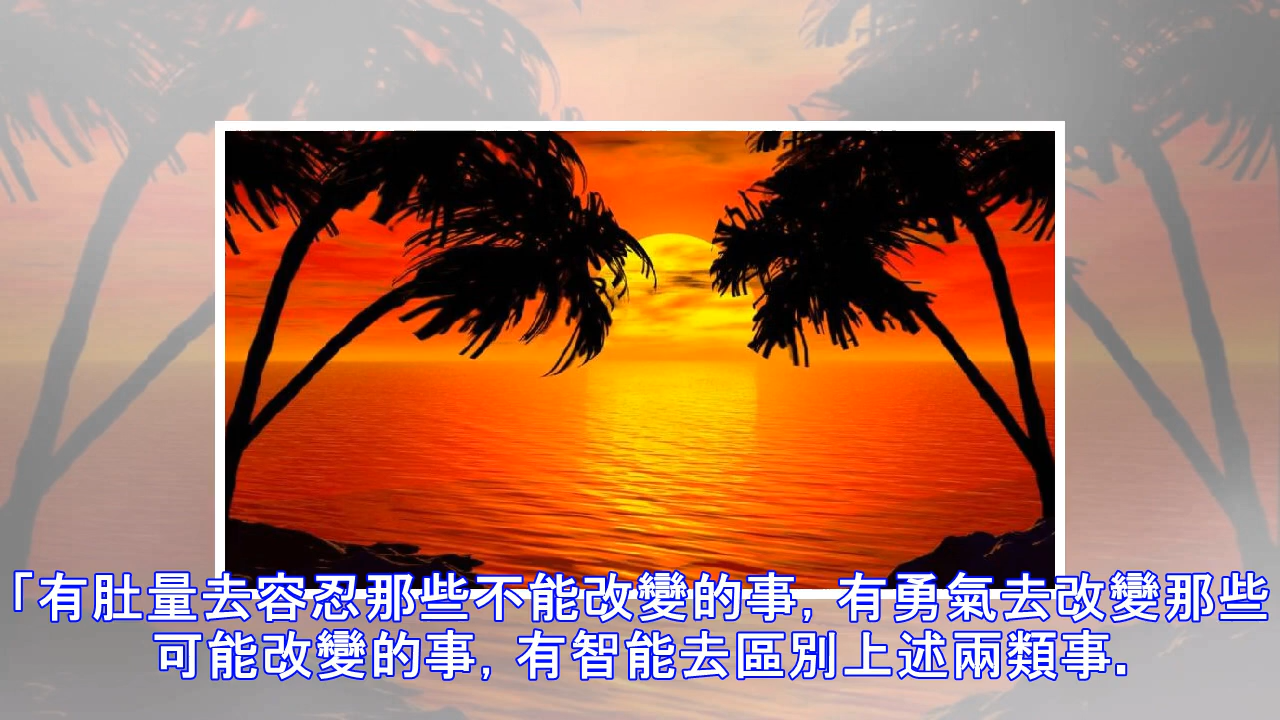 「有肚量去容忍那些不能改變的事, 有勇氣去改變那些
可能改變的事, 有智能去區別上述兩類事.